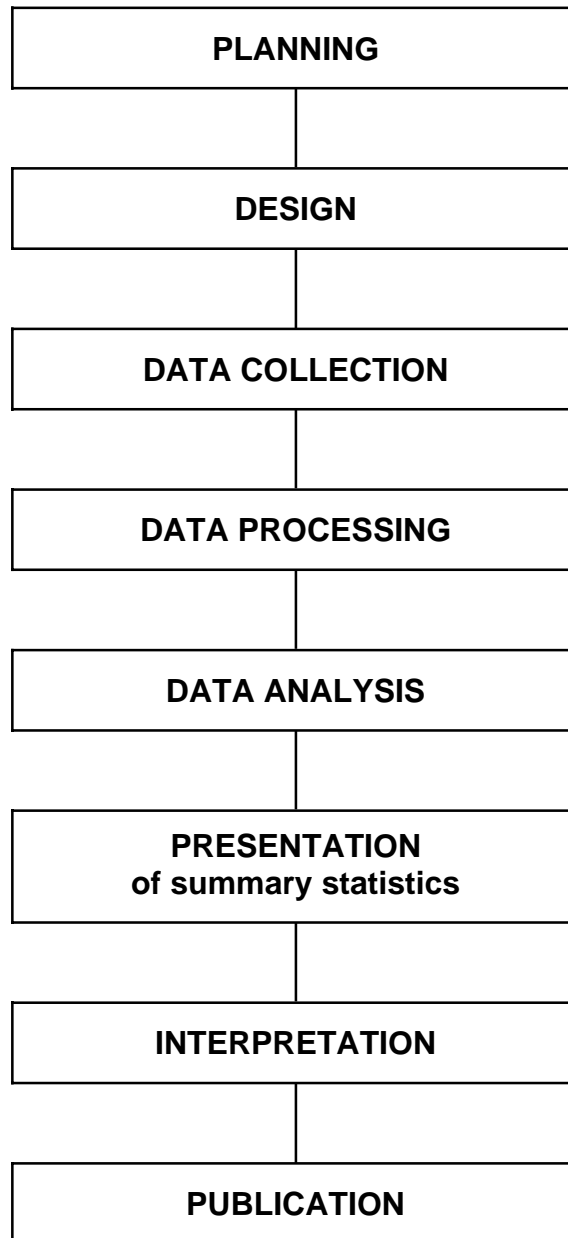 PLANNING
DESIGN
DATA COLLECTION
DATA PROCESSING
DATA ANALYSIS
PRESENTATION
of summary statistics
INTERPRETATION
PUBLICATION